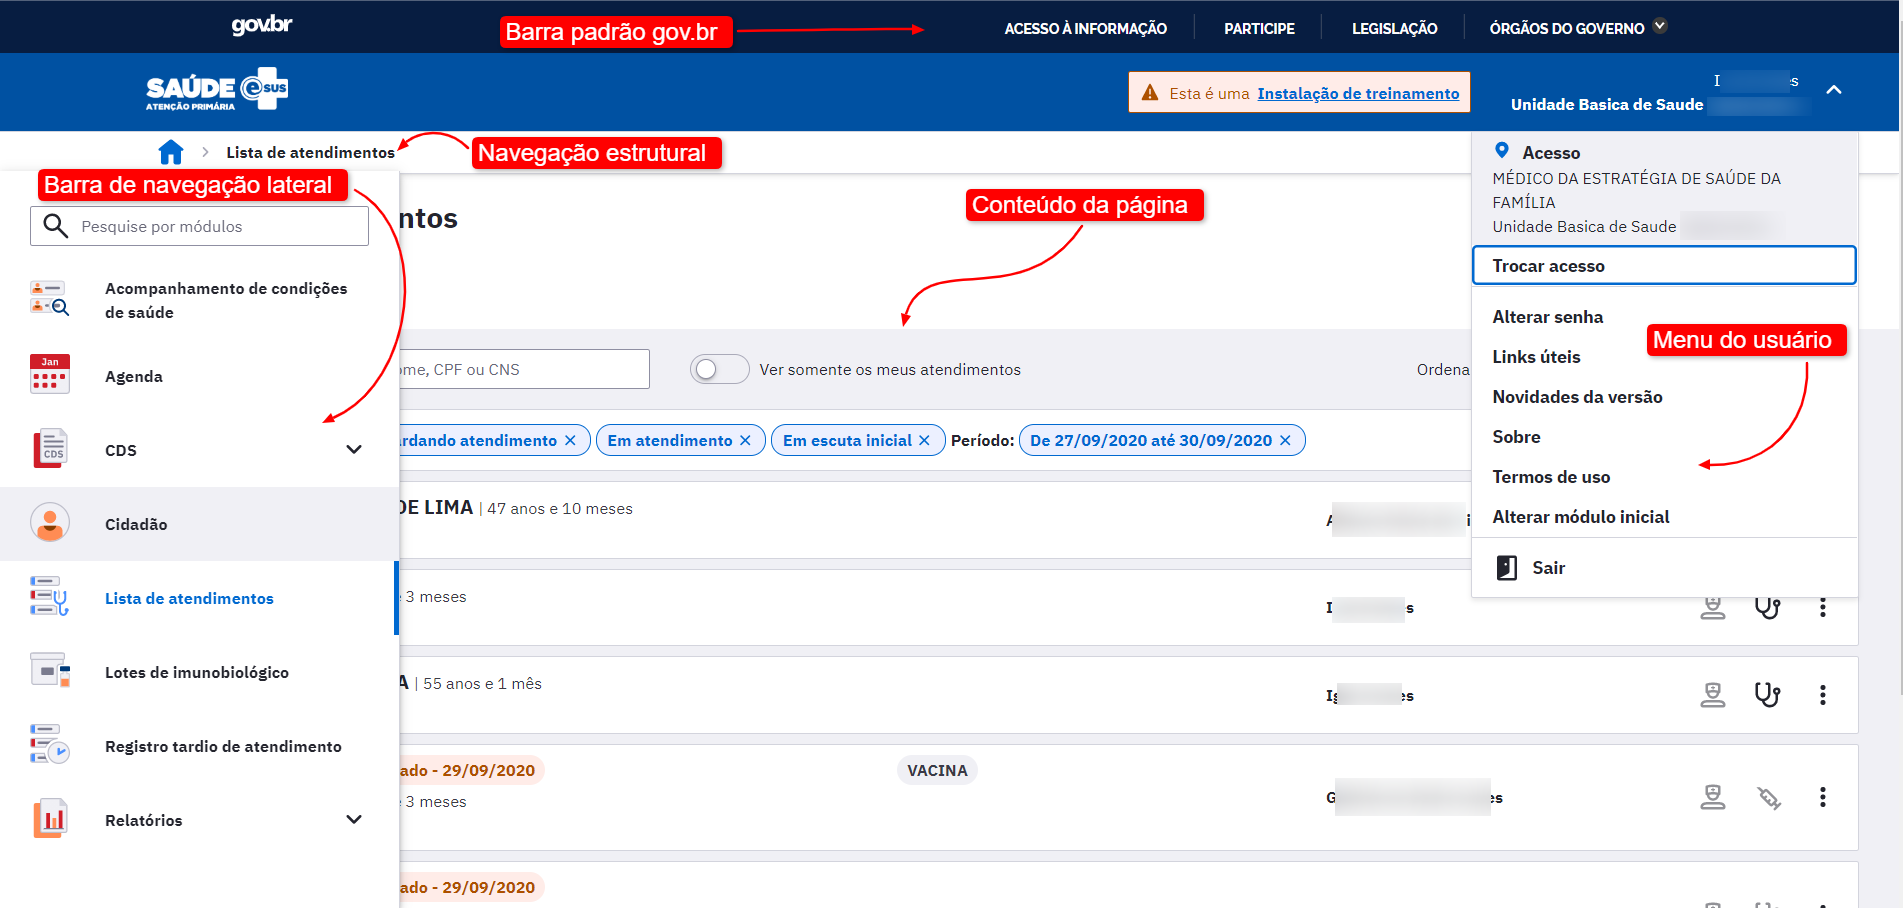 gov.br
Barra padrão gov.br
ACESSO À INFORMAÇÃO
PARTICIPE
LEGISLAÇÃO
ÓRGÃOS DO GOVERNO
SAÚDE e SUS
ATENÇÃO PRIMÁRIA
Esta é uma Instalação de treinamento
Unidade Basica de Saude
Lista de atendimentos
Navegação estrutural
Barra de navegação lateral
Pesquise por módulos
Acompanhamento de condições
de saúde
Jan
Agenda
CDS
CDS
Cidadão
Lista de atendimentos
Lotes de imunobiológico
Registro tardio de atendimento
Relatórios
ntos
Conteúdo da página
ome, CPF ou CNS
Ver somente os meus atendimentos
Ordena
rdando atendimento
Em atendimento
Em escuta inicial
Período:
De 27/09/2020 até 30/09/2020
DE LIMA | 47 anos e 10 meses
3 meses
A | 55 anos e 1 mês
ado - 29/09/2020
VACINA
3 meses
ado - 29/09/2020
Acesso
MÉDICO DA ESTRATÉGIA DE SAÚDE DA
FAMÍLIA
Unidade Basica de Saude
Trocar acesso
Alterar senha
Menu do usuário
Links úteis
Novidades da versão
Sobre
Termos de uso
Alterar módulo inicial
Sair